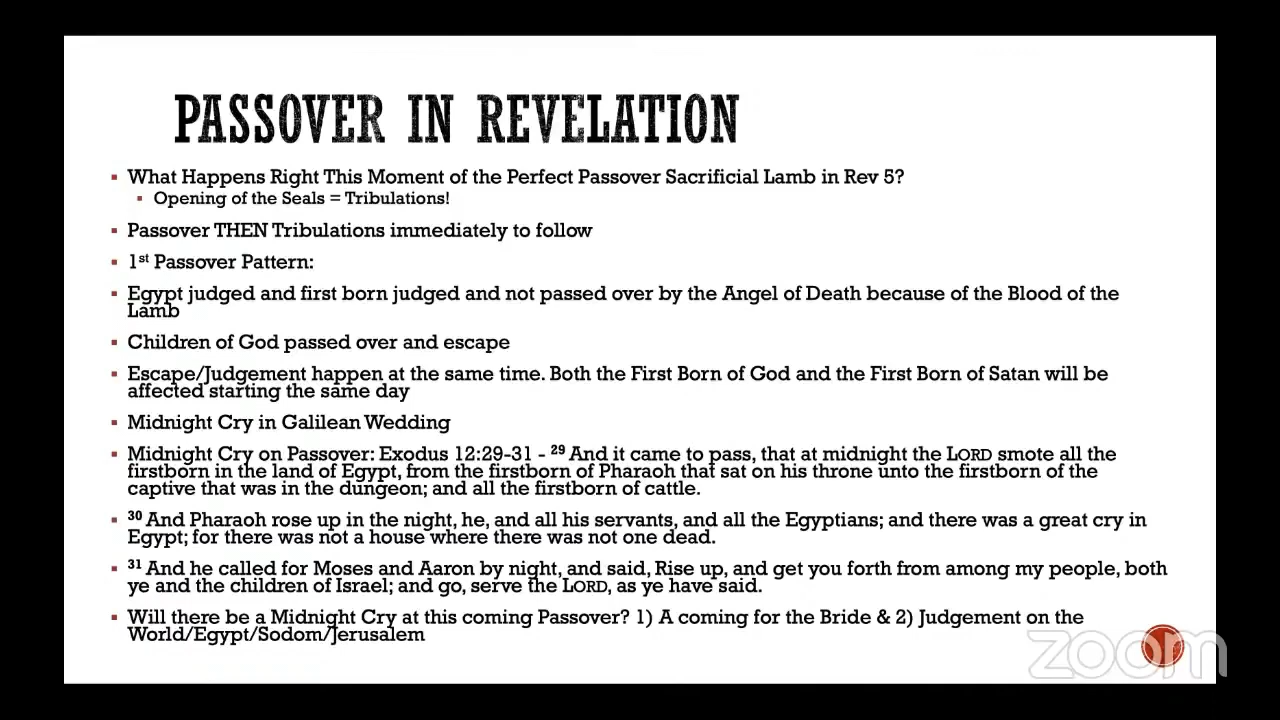 PASSOVER IN REVELATION
What Happens Right This Moment of the Perfect Passover Sacrificial Lamb in Rev 5?
Opening of the Seals = Tribulations!
Passover THEN Tribulations immediately to follow
1st Passover Pattern:
Egypt judged and first born judged and not passed over by the Angel of Death because of the Blood of the
Lamb
Children of God passed over and escape
Escape/Judgement happen at the same time. Both the First Born of God and the First Born of Satan will be
affected starting the same day
Midnight Cry in Galilean Wedding
Midnight Cry on Passover: Exodus 12:29-31 - 29 And it came to pass, that at midnight the LORD smote all the
firstborn in the land of Egypt, from the firstborn of Pharaoh that sat on his throne unto the firstborn of the
captive that was in the dungeon; and all the firstborn of cattle.
30 And Pharaoh rose up in the night, he, and all his servants, and all the Egyptians; and there was a great cry in
Egypt; for there was not a house where there was not one dead.
31 And he called for Moses and Aaron by night, and said, Rise up, and get you forth from among my people, both
ye and the children of Israel; and go, serve the LORD, as ye have said.
Will there be a Midnight Cry at this coming Passover? 1) A coming for the Bride & 2) Judgement on the
World/Egypt/Sodom/Jerusalem
zoom